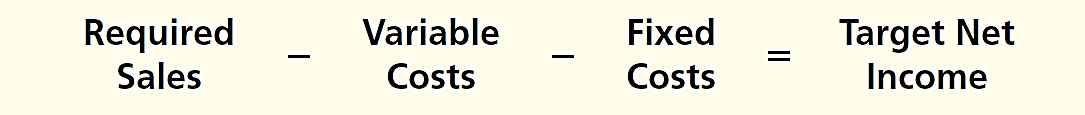 Required Sales − Variable Costs − Fixed Costs = Target Net Income